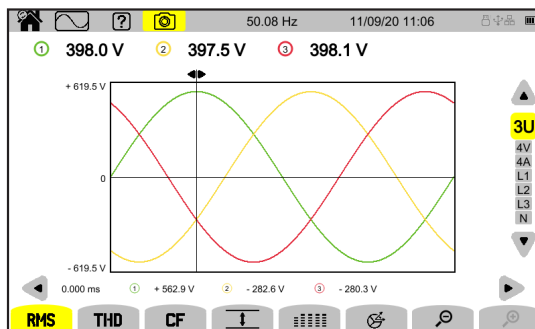 ? 50.08 Hz 11/09/20 11:06
1 398.0 V 2 397.5 V 3 398.1 V
+ 619.5 V
0
- 619.5 V
3U
4V
4A
L1
L2
L3
N
0.000 ms 1 + 562.9 V 2 - 282.6 V 3 - 280.3 V
RMS THD CF